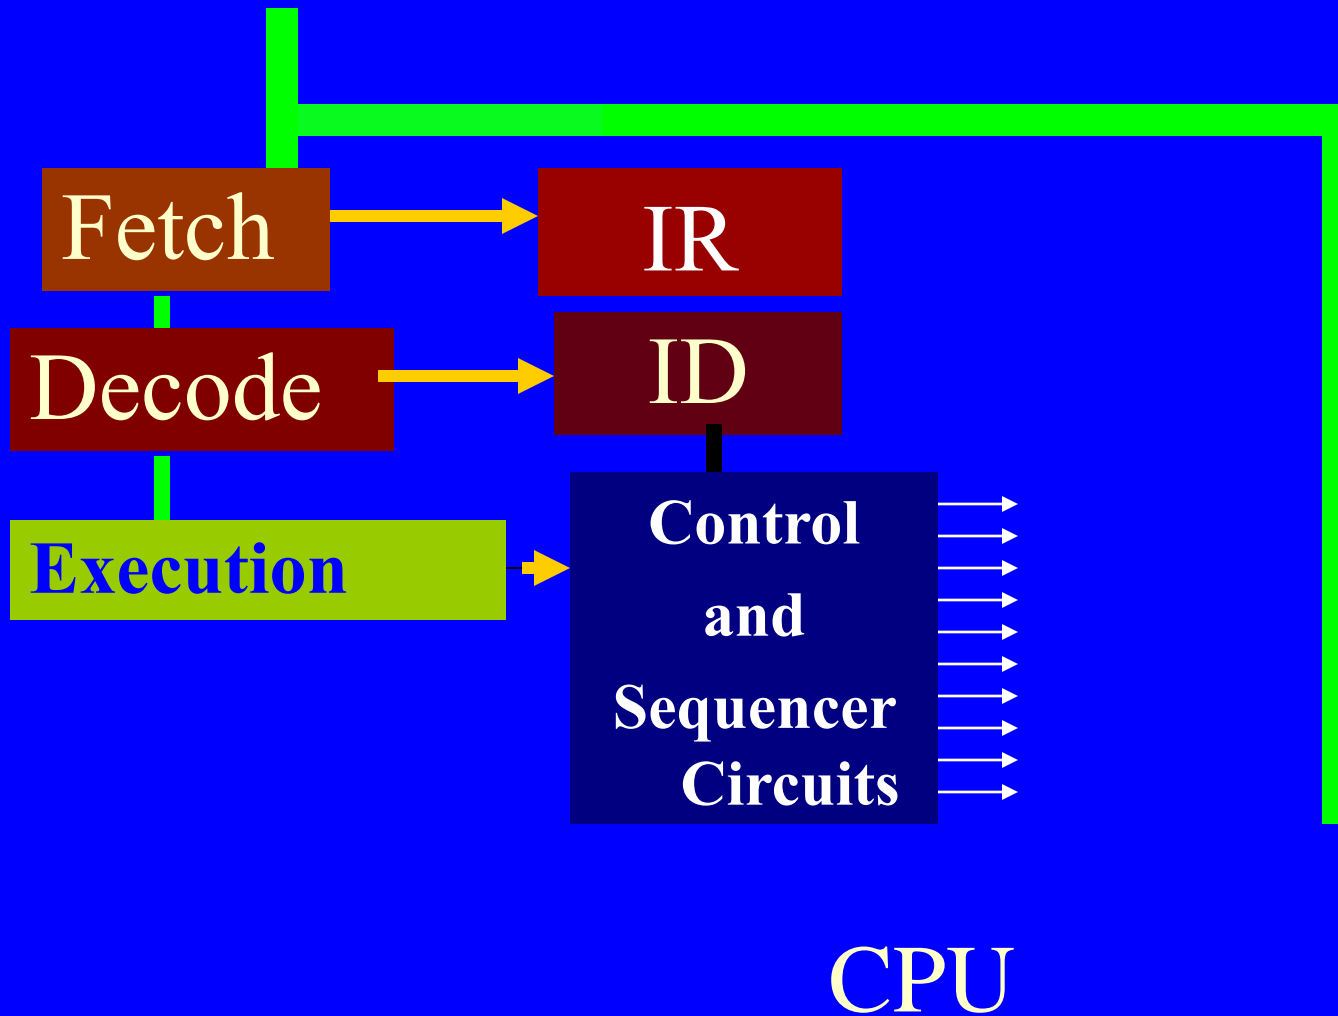 Fetch
IR
Decode
ID
Execution
Control
and
Sequencer
Circuits
CPU